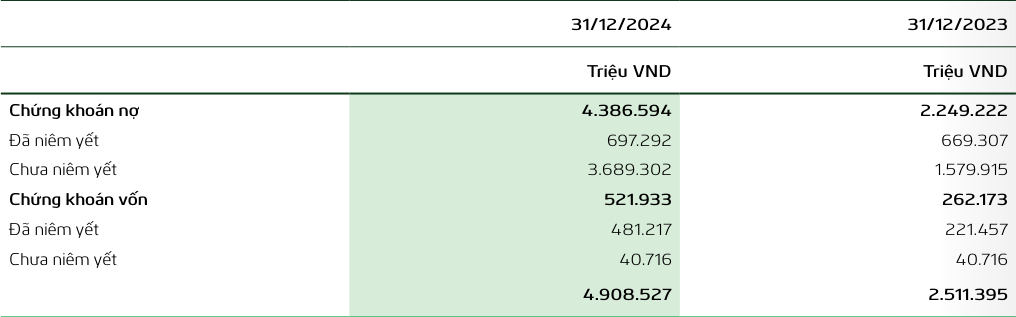 31/12/2024 31/12/2023
Triệu VND Triệu VND
Chứng khoán nợ 4.386.594 2.249.222
Đã niêm yết 697.292 669.307
Chưa niêm yết 3.689.302 1.579.915
Chứng khoán vốn 521.933 262.173
Đã niêm yết 481.217 221.457
Chưa niêm yết 40.716 40.716
4.908.527 2.511.395